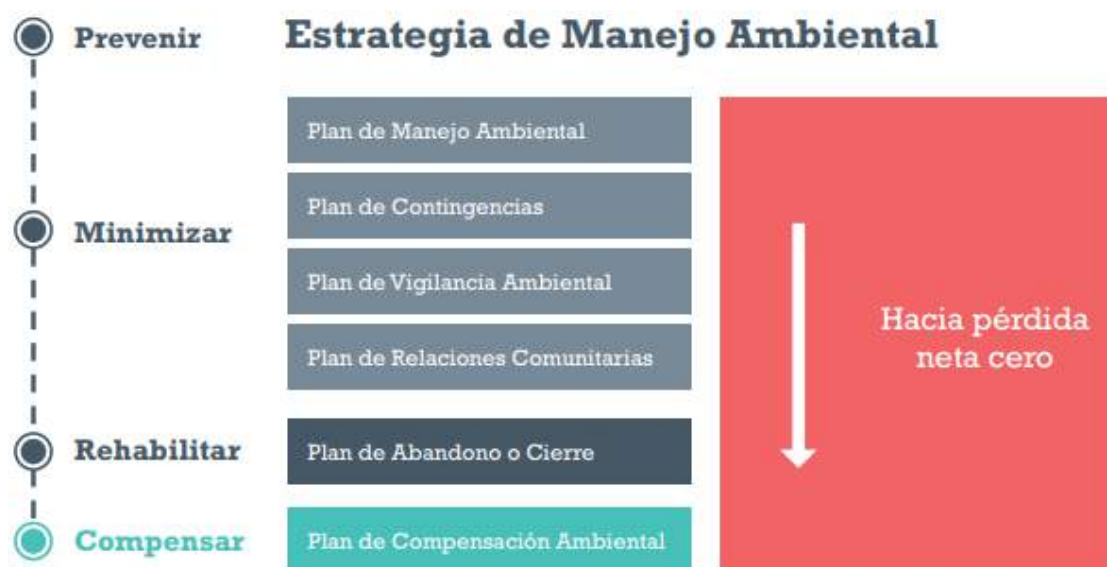 Prevenir
Estrategia de Manejo Ambiental
Plan de Manejo Ambiental
Plan de Contingencias
Minimizar
Plan de Vigilancia Ambiental
Plan de Relaciones Comunitarias
Hacia pérdida
neta cero
Rehabilitar
Plan de Abandono o Cierre
Compensar
Plan de Compensación Ambiental